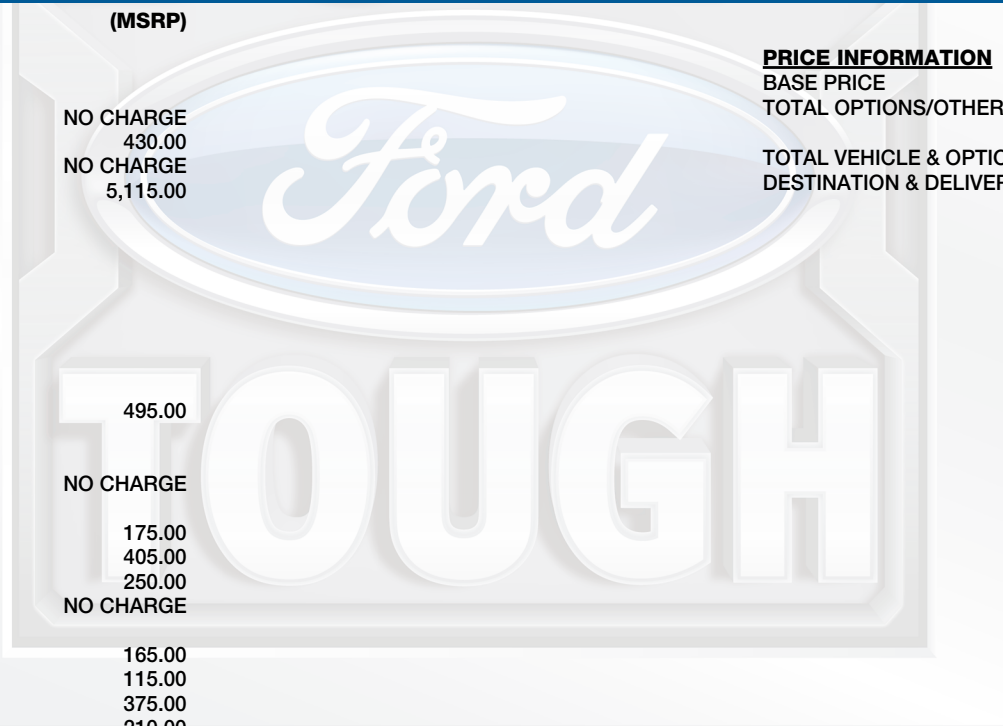 (MSRP)
NO CHARGE
430.00
NO CHARGE
5,115.00
495.00
NO CHARGE
175.00
405.00
250.00
NO CHARGE
165.00
115.00
375.00
PRICE INFORMATION
BASE PRICE
TOTAL OPTIONS/OTHER
TOTAL VEHICLE &
DESTINATION &
Ford
TOUGH